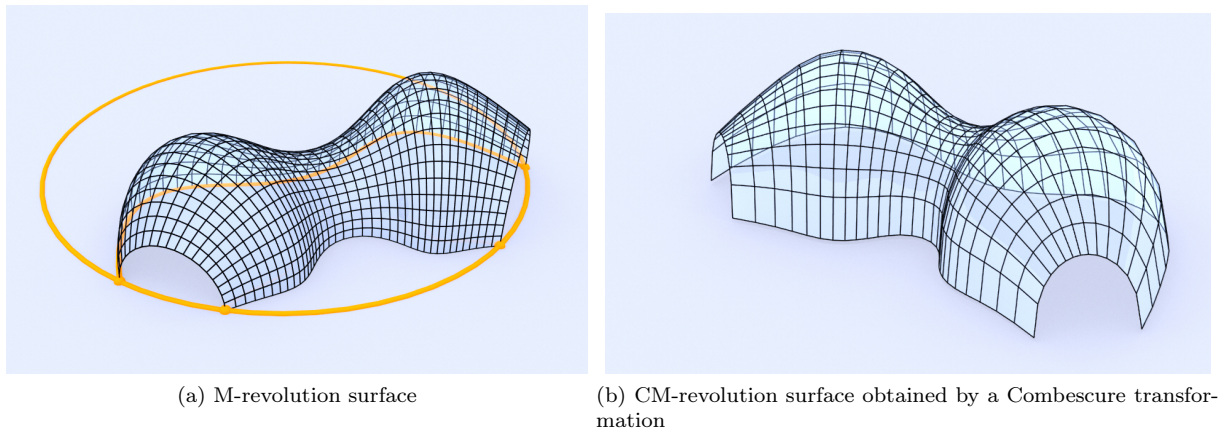 (a) M-revolution surface
(b) CM-revolution surface obtained by a Combescure transfor-
mation